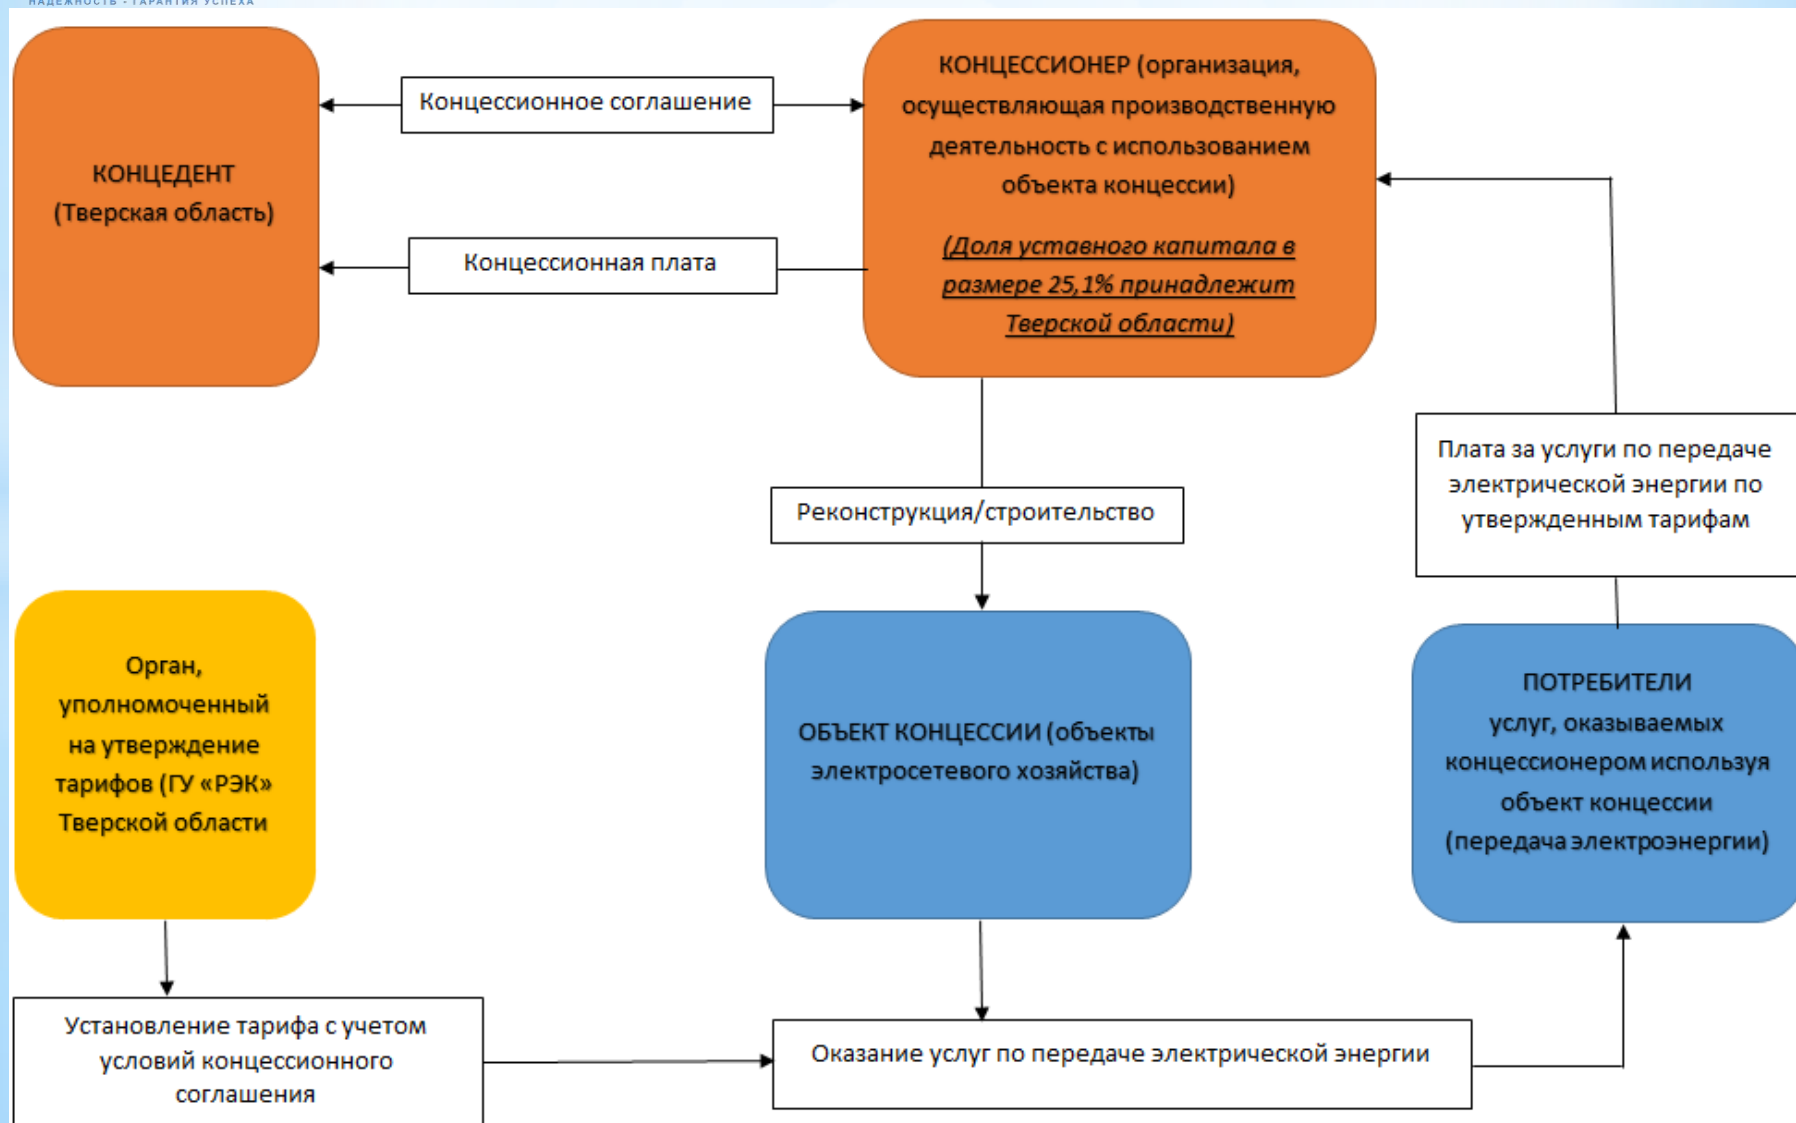 НАДЕЖНОСТЬ - ГАРАНТИЯ УСПЕХА
КОНЦЕДЕНТ
(Тверская область)
Концессионное соглашение
Концессионная плата
КОНЦЕССИОНЕР (организация,
осуществляющая производственную
деятельность с использованием
объекта концессии)
(Доля уставного капитала в
размере 25,1% принадлежит
Тверской области)
Реконструкция/строительство
Плата за услуги по передаче
электрической энергии по
утвержденным тарифам
Орган,
уполномоченный
на утверждение
тарифов (ГУ «РЭК»
Тверской области
ОБЪЕКТ КОНЦЕССИИ (объекты
электросетевого хозяйства)
ПОТРЕБИТЕЛИ
услуг, оказываемых
концессионером используя
объект концессии
(передача электроэнергии)
Установление тарифа с учетом
условий концессионного
соглашения
Оказание услуг по передаче электрической энергии